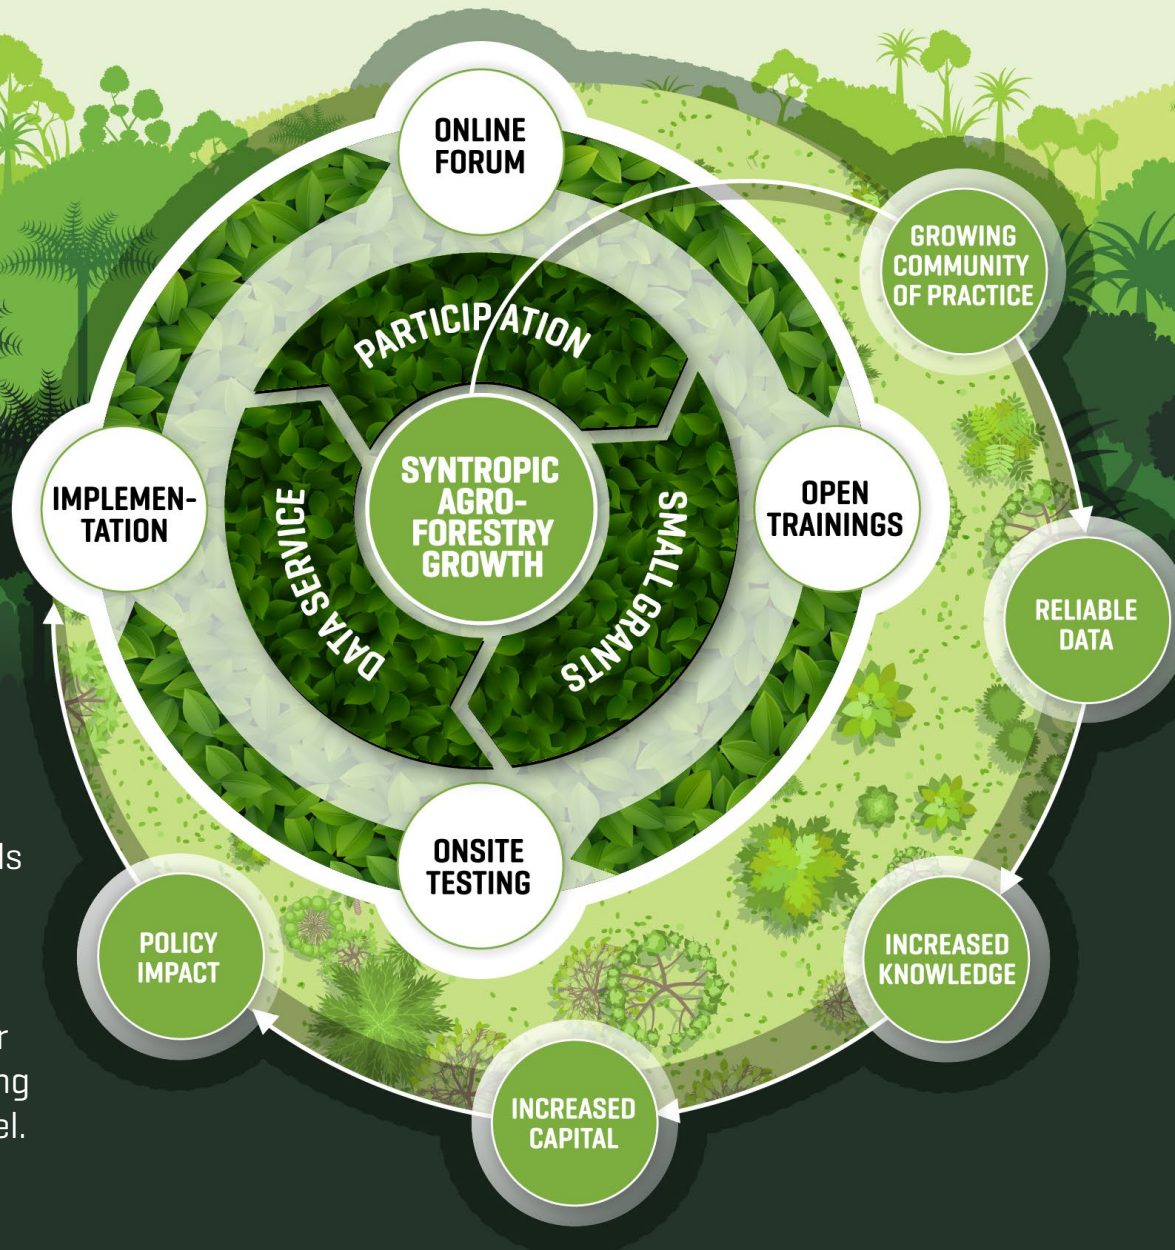 ONLINE
FORUM
GROWING
COMMUNITY
OF PRACTICE
PARTICIPATION
SYNTROPIC
AGRO-
FORESTRY
GROWTH
IMPLEMEN-
TATION
OPEN
TRAININGS
DATA SERVICE
SMALL GRANTS
RELIABLE
DATA
ONSITE
TESTING
POLICY
IMPACT
INCREASED
KNOWLEDGE
INCREASED
CAPITAL